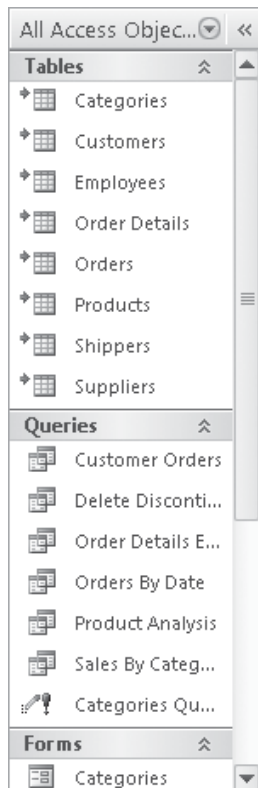 All Access Objec...
Tables
Categories
Customers
Employees
Order Details
Orders
Products
Shippers
Suppliers
Queries
Customer Orders
Delete Disconti...
Order Details E...
Orders By Date
Product Analysis
Sales By Categ...
Categories Qu...
Forms
Categories